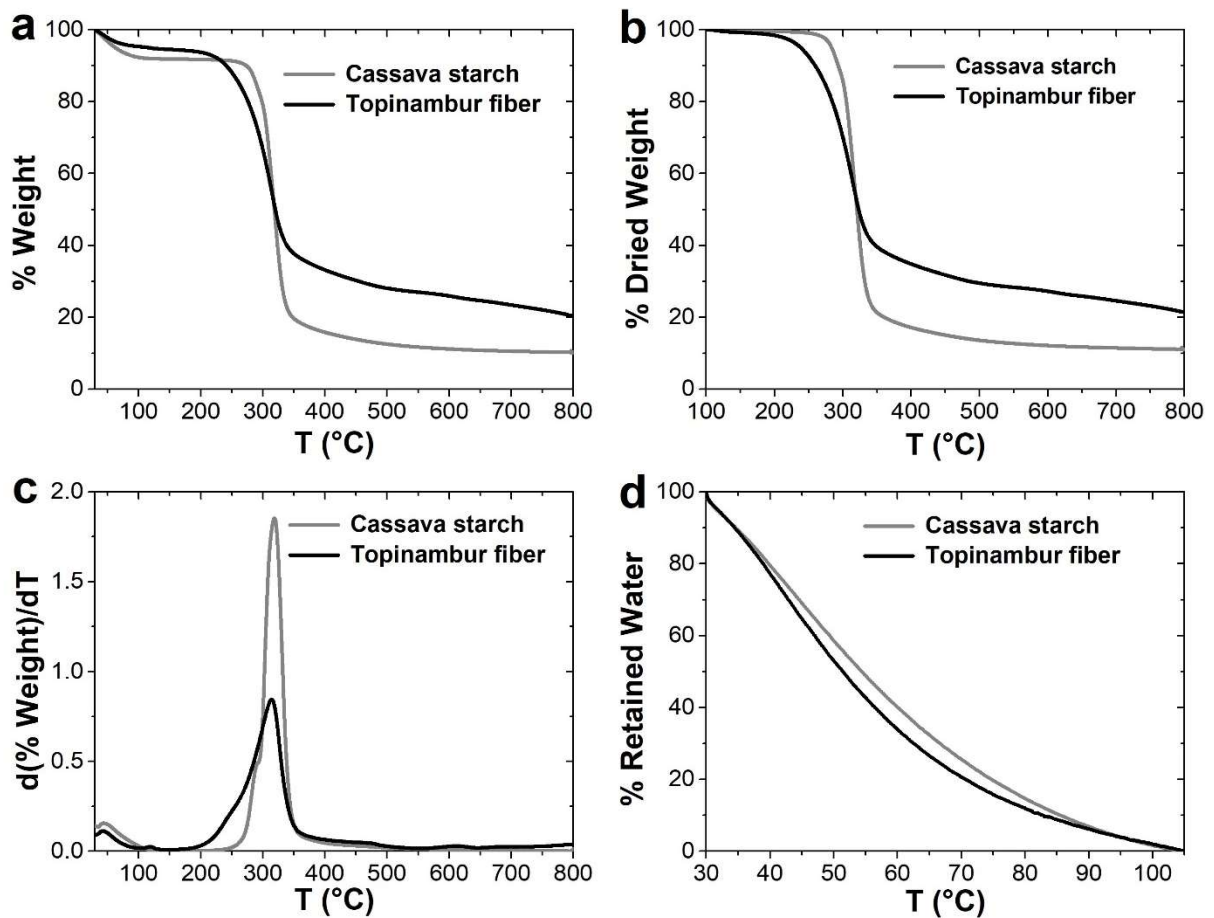 a
% Weight
100
80
60
40
20
0
Cassava starch
Topinambur fiber
100 200 300 400 500 600 700 800
T (°C)
b
% Dried Weight
100
80
60
40
20
0
Cassava starch
Topinambur fiber
100 200 300 400 500 600 700 800
T (°C)
c
d(% Weight)/dT
2.0
1.5
1.0
0.5
0.0
Cassava starch
Topinambur fiber
100 200 300 400 500 600 700 800
T (°C)
d
% Retained Water
100
80
60
40
20
0
Cassava starch
Topinambur fiber
30 40 50 60 70 80 90 100
T (°C)